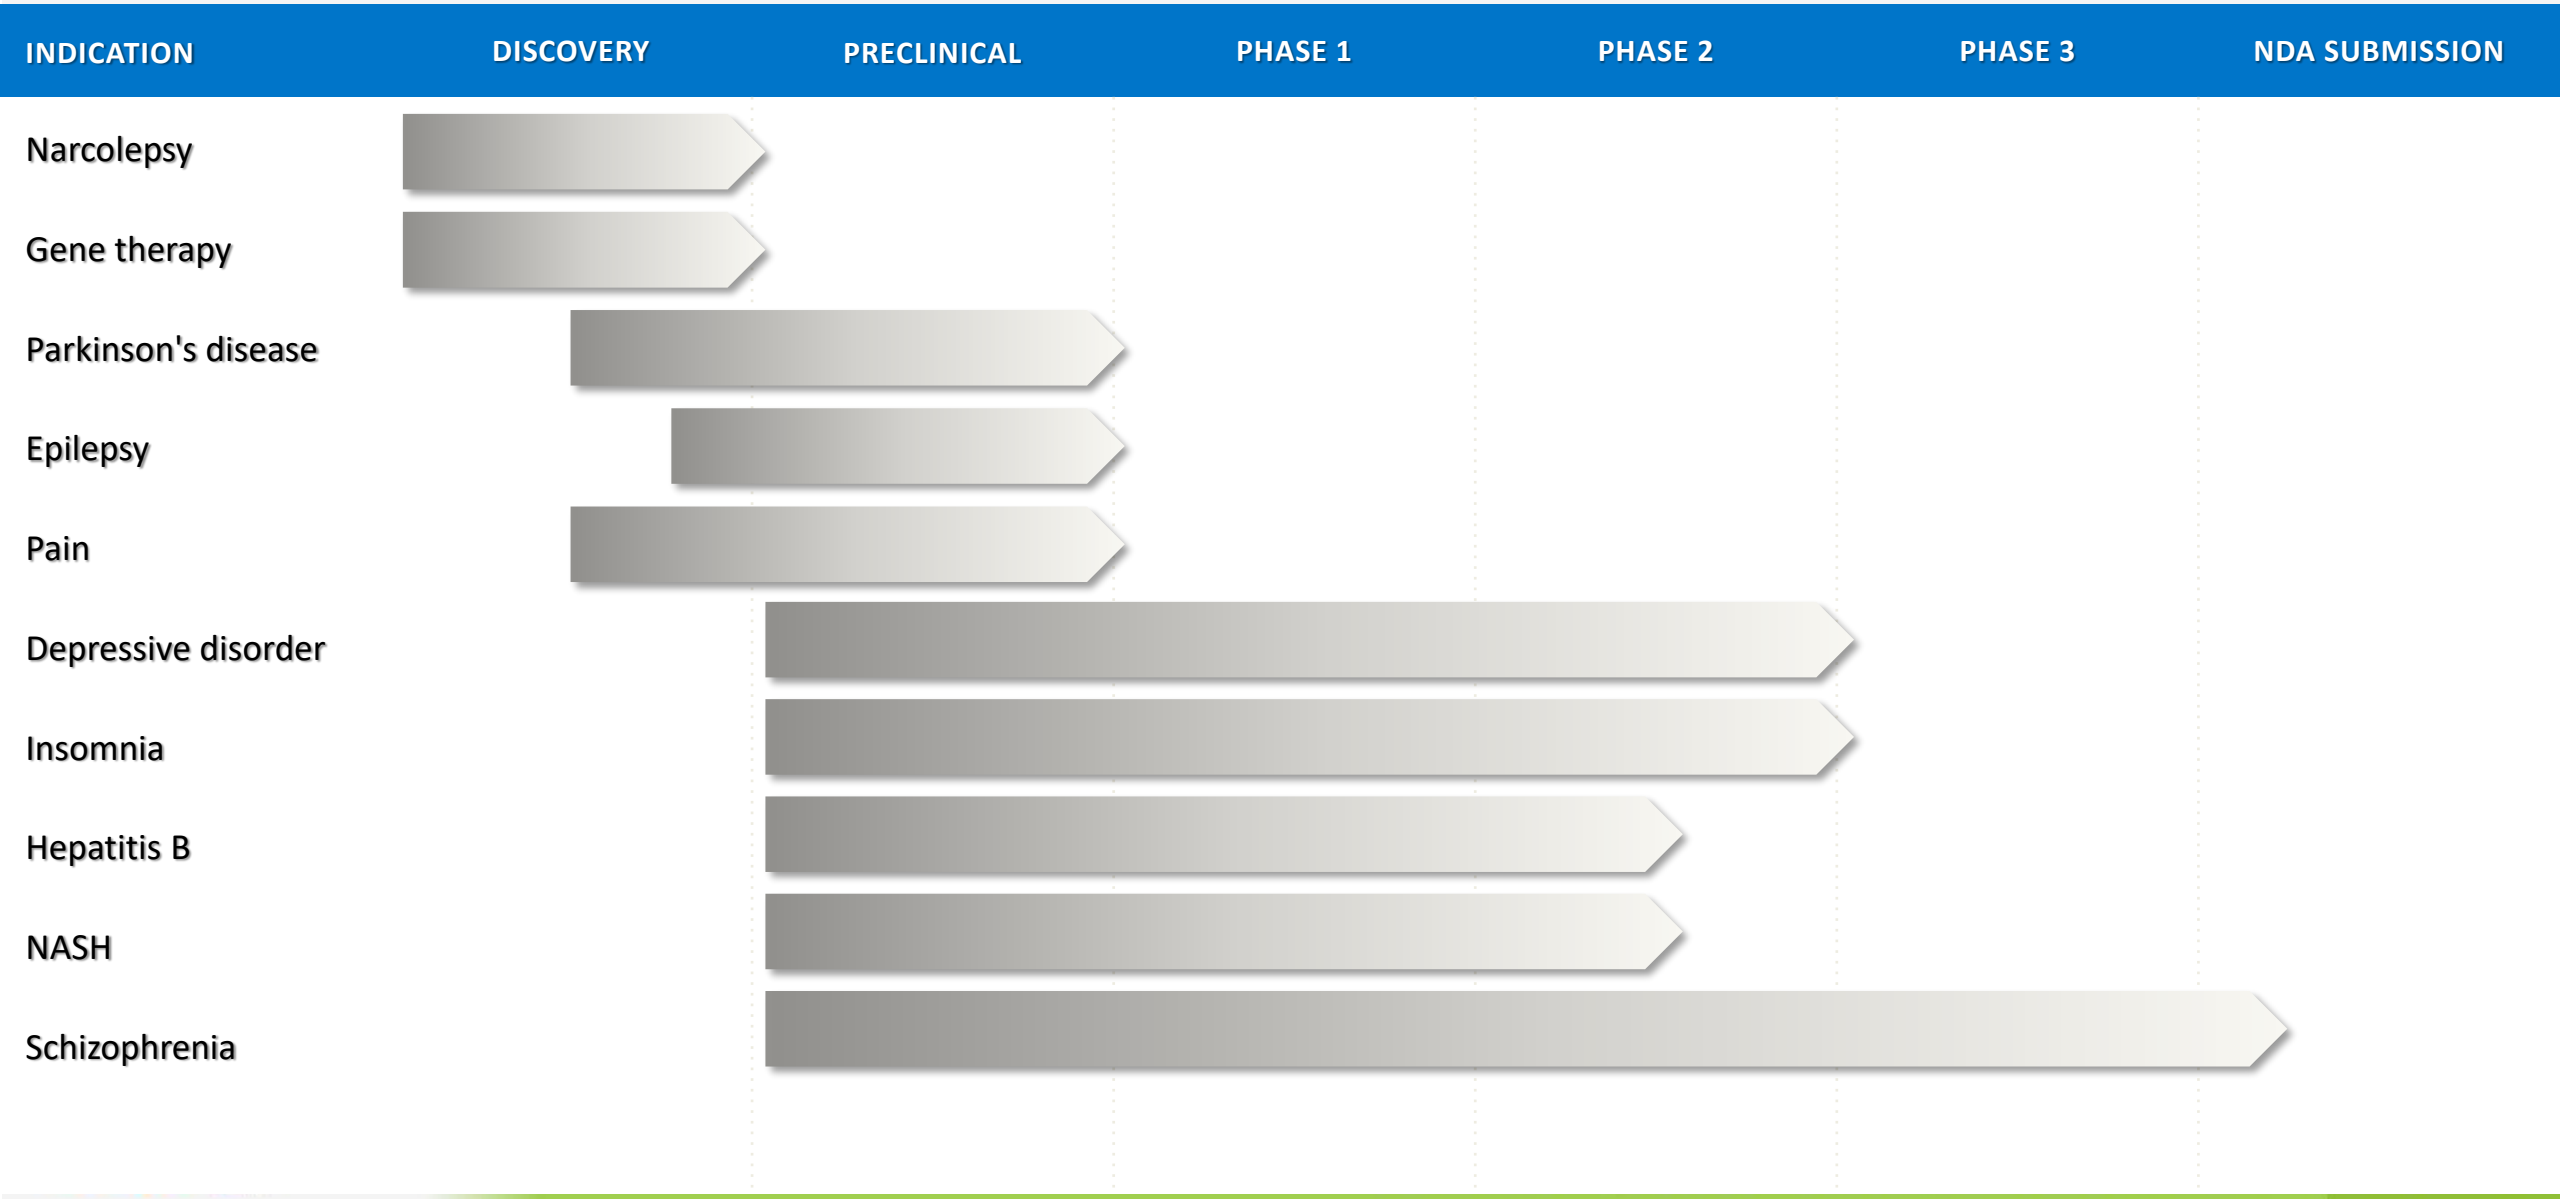 INDICATION DISCOVERY PRECLINICAL PHASE 1 PHASE 2 PHASE 3 NDA SUBMISSION
Narcolepsy
Gene therapy
Parkinson's disease
Epilepsy
Pain
Depressive disorder
Insomnia
Hepatitis B
NASH
Schizophrenia